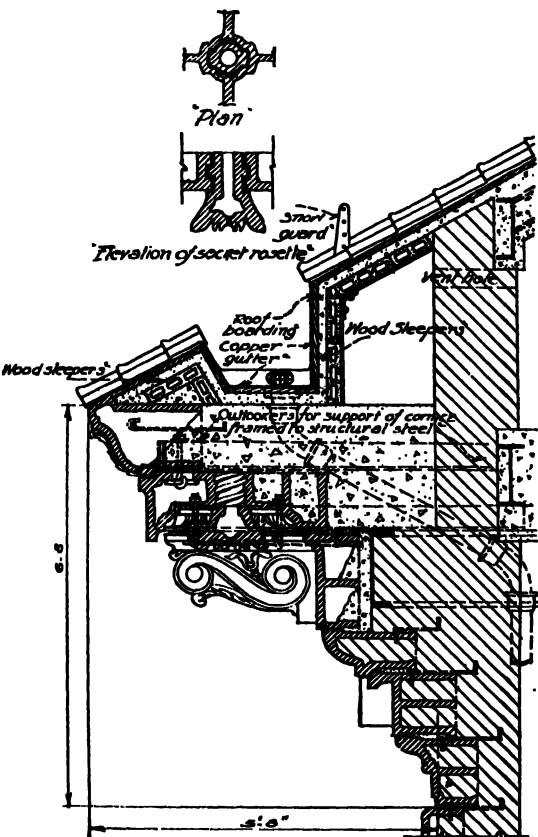 "Plan"
"Elevation of socket rosette"
Snow
guard"
Vent hole
Roof
boarding
Copper
gutter
Wood Sleepers"
Wood sleepers"
Outlookers for support of cornice
framed to structural steel
6'-6
5'-8"